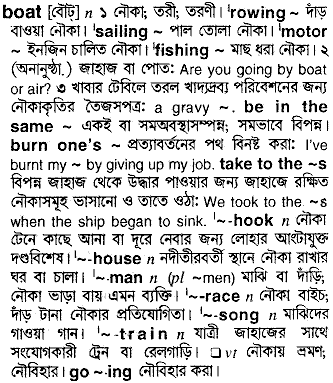 boat [বৌট্] n ১ নৌকা; তরী; তরণী। ˈrowing ~ দাঁড়
বাওয়া নৌকা। ˈsailing ~ পাল তোলা নৌকা। ˈmotor
~ ইনজিন চালিত নৌকা। ˈfishing ~ মাছ ধরা নৌকা। ২
(অনানুষ্ঠা.) জাহাজ বা পোত: Are you going by boat
or air? ৩ খাবার টেবিলে তরল খাদ্যদ্রব্য পরিবেশনের জন্য
নৌকাকৃতির তৈজসপত্র: a gravy ~. be in the
same ~ একই বা সমঅবস্থাসম্পন্ন; সমভাবে বিপন্ন।
burn one's ~ প্রত্যাবর্তনের পথ বিনষ্ট করা: I've
burnt my ~ by giving up my job. take to the ~s
বিপন্ন জাহাজ থেকে উদ্ধার পাওয়ার জন্য জাহাজে রক্ষিত
নৌকাসমূহ ভাসানো ও তাতে ওঠা: We took to the ~s
when the ship began to sink. ˈ~-hook n নৌকা
টেনে কাছে আনা বা দূরে নেবার জন্য লোহার আংটাযুক্ত
দণ্ডবিশেষ। ˈ~-house n নদীতীরবর্তী স্থানে নৌকা রাখার
ঘর বা চালা। ˈ~-man n (pl ~men) মাঝি বা দাঁড়ি;
নৌকা ভাড়া বায় এমন ব্যক্তি। ˈ~-race n নৌকা বাইচ;
দাঁড় টানা নৌকার প্রতিযোগিতা। ˈ~-song n মাঝিদের
গাওয়া গান। ˈ~-train n যাত্রী জাহাজের সাথে
সংযোগকারী ট্রেন বা রেলগাড়ি। □vi নৌকায় ভ্রমণ;
নৌবিহার। go ~-ing নৌবিহার করা।